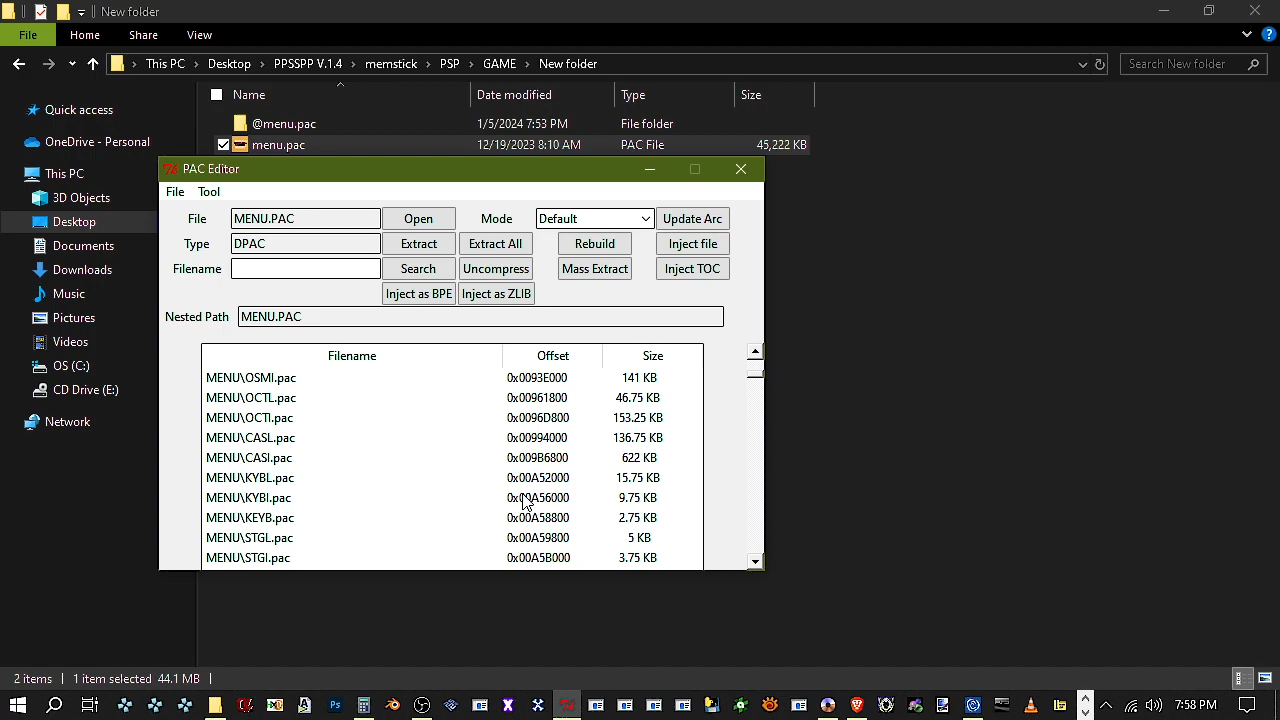 New folder
File Home Share View
This PC Desktop PPSSPP V.1.4 memstick PSP GAME New folder
Search New folder
Name Date modified Type Size
Quick access
OneDrive - Personal
This PC
3D Objects
Desktop
Documents
Downloads
Music
Pictures
Videos
OS (C:)
CD Drive (E:)
Network
@menu.pac 1/5/2024 7:53 PM File folder
menu.pac 12/19/2023 8:10 AM PAC File 45,222 KB
PAC Editor
File Tool
File MENU.PAC Open Mode Default Update Arc
Type DPAC Extract Extract All Rebuild Inject file
Filename Search Uncompress Mass Extract Inject TOC
Inject as BPE Inject as ZLIB
Nested Path MENU.PAC
Filename Offset Size
MENU\OSMI.pac 0x0093E000 141 KB
MENU\OCTL.pac 0x00961800 46.75 KB
MENU\OCTI.pac 0x0096D800 153.25 KB
MENU\CASL.pac 0x00994000 136.75 KB
MENU\CASI.pac 0x009B6800 622 KB
MENU\KYBL.pac 0x00A52000 15.75 KB
MENU\KYBI.pac 0x00A56000 9.75 KB
MENU\KEYB.pac 0x00A58800 2.75 KB
MENU\STGL.pac 0x00A59800 5 KB
MENU\STGI.pac 0x00A5B000 3.75 KB
2 items 1 item selected 44.1 MB
7:58 PM